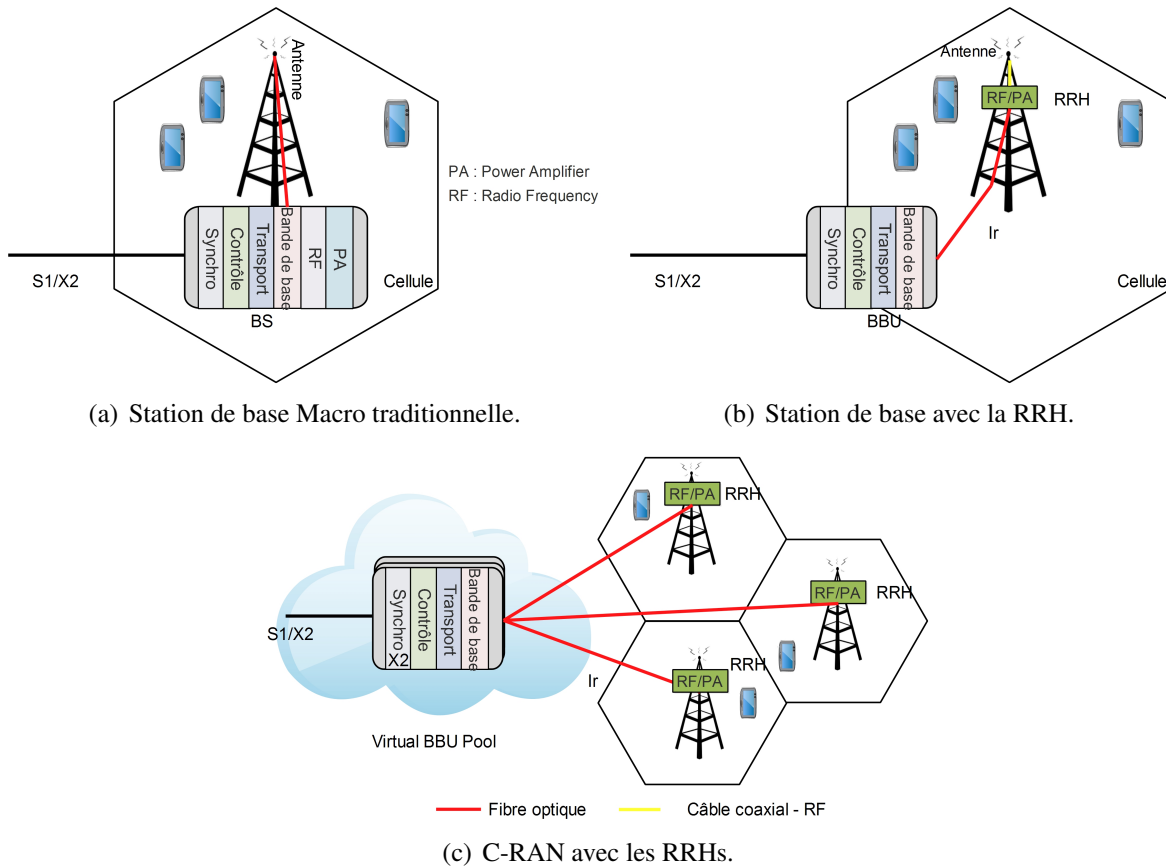 Antenne
PA : Power Amplifier
RF : Radio Frequency
Synchro
Contrôle
Transport
Bande de base
RF
PA
S1/X2
Cellule
BS
(a) Station de base Macro traditionnelle.
Antenne
RF/PA
RRH
Ir
Synchro
Contrôle
Transport
Bande de base
S1/X2
Cellule
BBU
(b) Station de base avec la RRH.
RF/PA
RRH
RF/PA
RRH
Synchro
Contrôle
Transport
Bande de base
X2
S1/X2
RRH
RF/PA
Ir
Virtual BBU Pool
Fibre optique
Câble coaxial - RF
(c) C-RAN avec les RRHs.